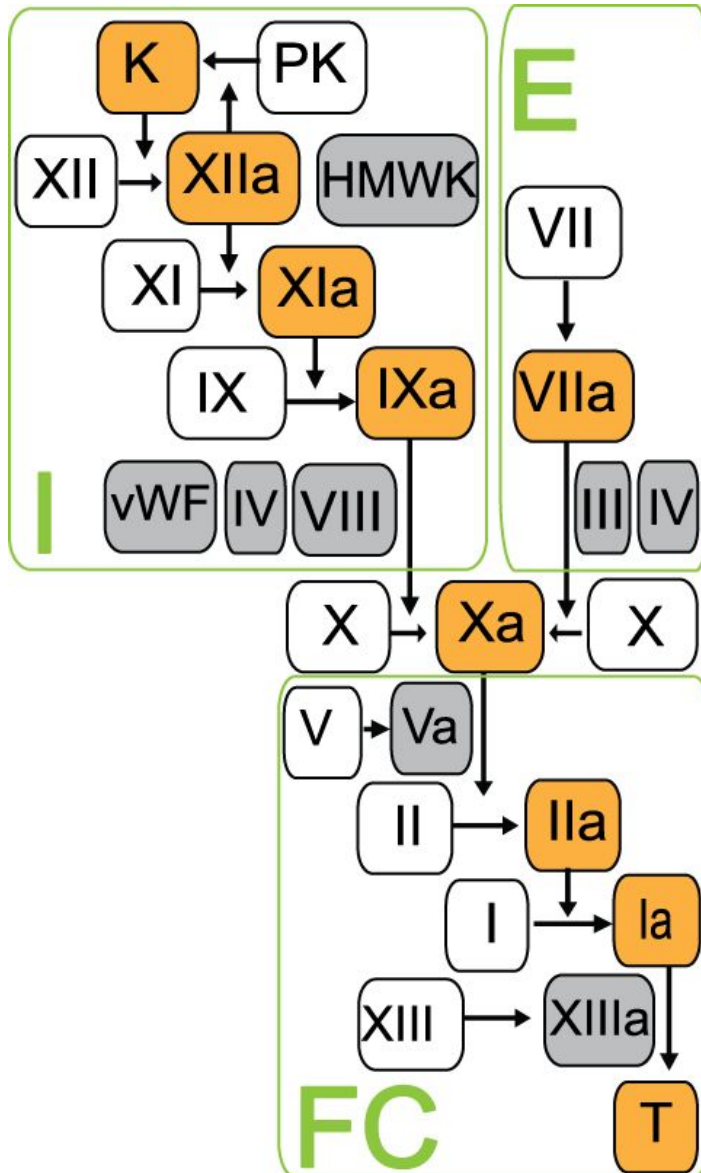 K PK
E
XII XIIa HMWK
VII
XI XIa
IX IXa
VIIa
I
vWF IV VIII
III IV
X Xa X
V Va
II IIa
I Ia
XIII XIIIa
FC
T